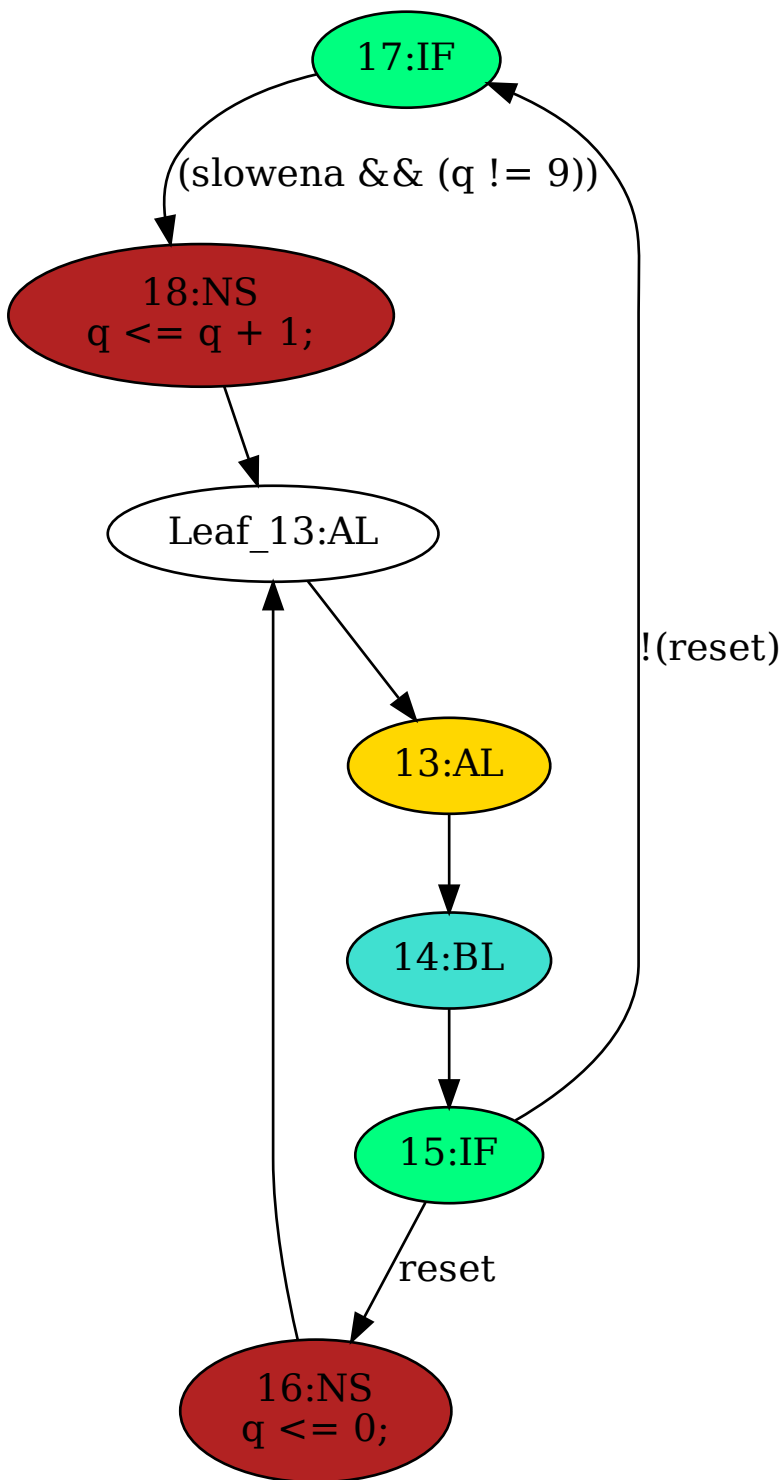 17:IF
(slowena && (q != 9))
18:NS
q <= q + 1;
Leaf_13:AL
!(reset)
13:AL
14:BL
15:IF
reset
16:NS
q <= 0;